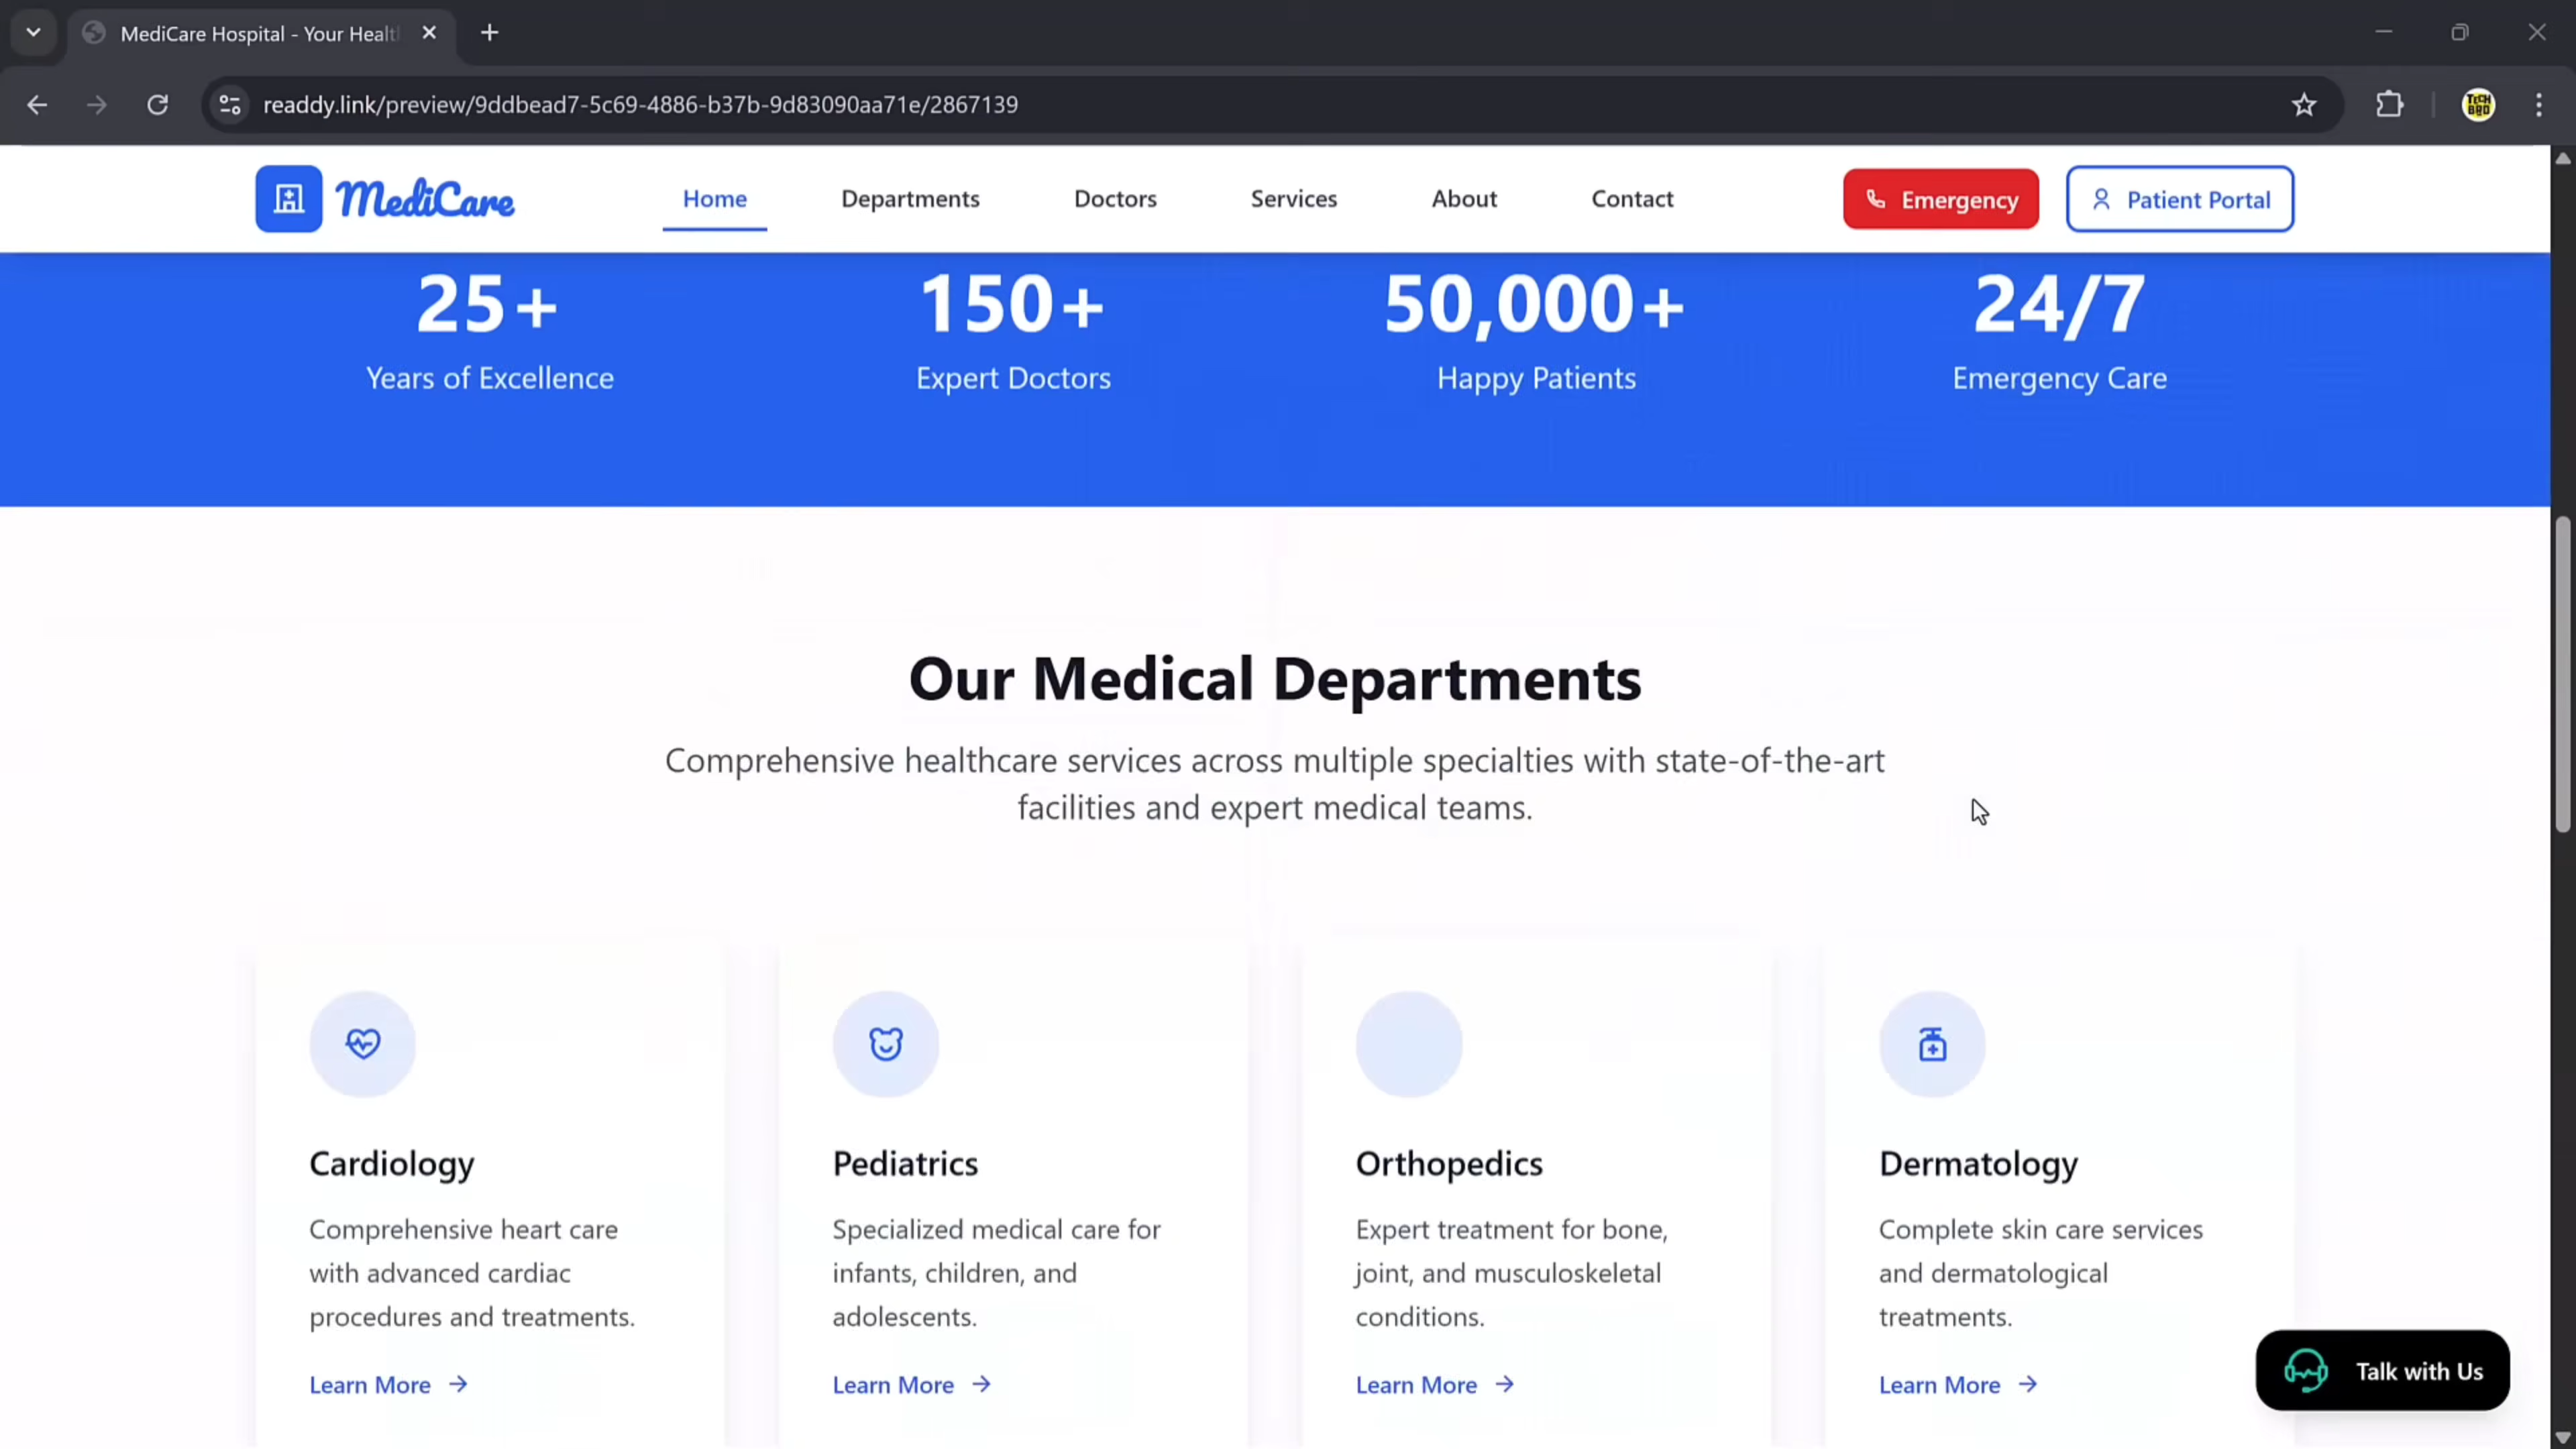 MediCare Hospital - Your Healt
readdy.link/preview/9ddbead7-5c69-4886-b37b-9d83090aa71e/2867139
TECH
BRO
MediCare
Home
Departments
Doctors
Services
About
Contact
Emergency
Patient Portal
25+
150+
50,000+
24/7
Years of Excellence
Expert Doctors
Happy Patients
Emergency Care
Our Medical Departments
Comprehensive healthcare services across multiple specialties with state-of-the-art
facilities and expert medical teams.
Cardiology
Comprehensive heart care
with advanced cardiac
procedures and treatments.
Learn More
Pediatrics
Specialized medical care for
infants, children, and
adolescents.
Learn More
Orthopedics
Expert treatment for bone,
joint, and musculoskeletal
conditions.
Learn More
Dermatology
Complete skin care services
and dermatological
treatments.
Learn More
Talk with Us